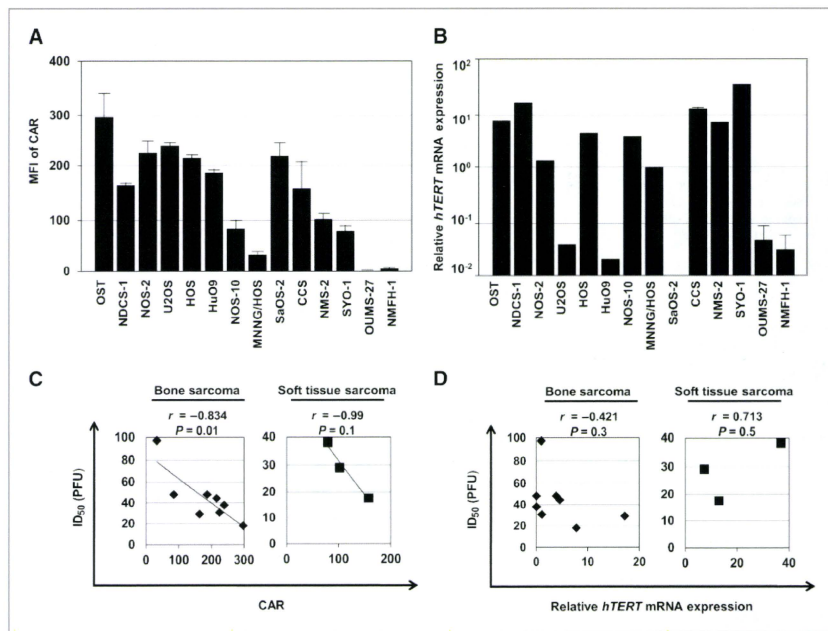 A
MFI of CAR
400
300
200
100
0
OST
NDCS-1
NOS-2
U2OS
HOS
HuO9
NOS-10
MNNG/HOS
SaOS-2
CCS
NMS-2
SYO-1
OUMS-27
NMFH-1
B
Relative hTERT mRNA expression
10²
10¹
10⁰
10⁻¹
10⁻²
OST
NDCS-1
NOS-2
U2OS
HOS
HuO9
NOS-10
MNNG/HOS
SaOS-2
CCS
NMS-2
SYO-1
OUMS-27
NMFH-1
C
Bone sarcoma
r = −0.834
P = 0.01
ID₅₀ (PFU)
100
80
60
40
20
0
0 100 200 300
Soft tissue sarcoma
r = −0.99
P = 0.1
40
30
20
10
0
0 100 200
CAR
D
Bone sarcoma
r = −0.421
P = 0.3
ID₅₀ (PFU)
100
80
60
40
20
0
0 10 20
Soft tissue sarcoma
r = 0.713
P = 0.5
40
30
20
10
0
0 20 40
Relative hTERT mRNA expression